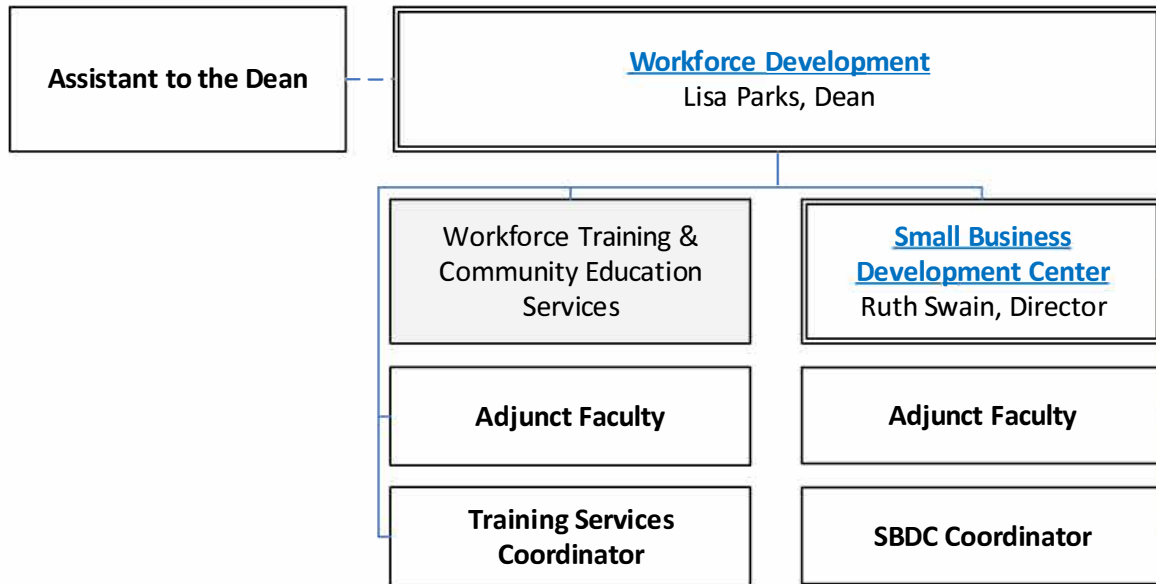 Assistant to the Dean
Workforce Development
Lisa Parks, Dean
Workforce Training &
Community Education
Services
Small Business
Development Center
Ruth Swain, Director
Adjunct Faculty
Adjunct Faculty
Training Services
Coordinator
SBDC Coordinator